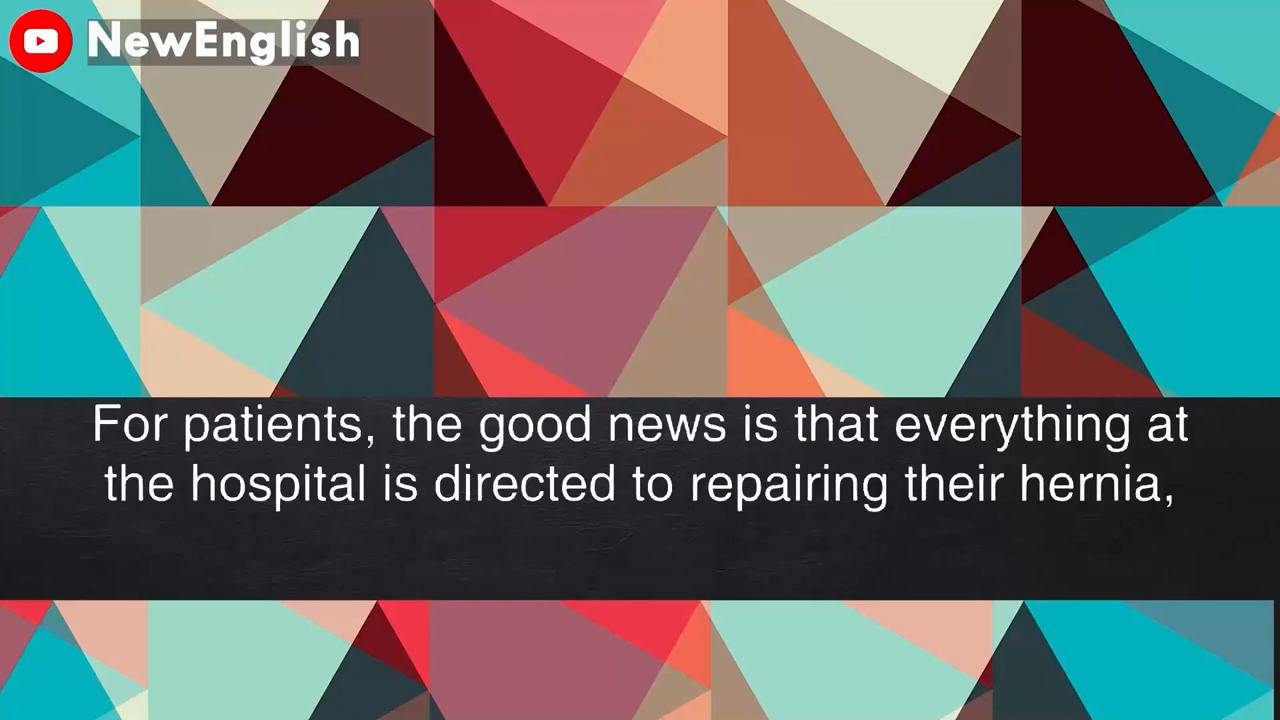 NewEnglish
For patients, the good news is that everything at
the hospital is directed to repairing their hernia,